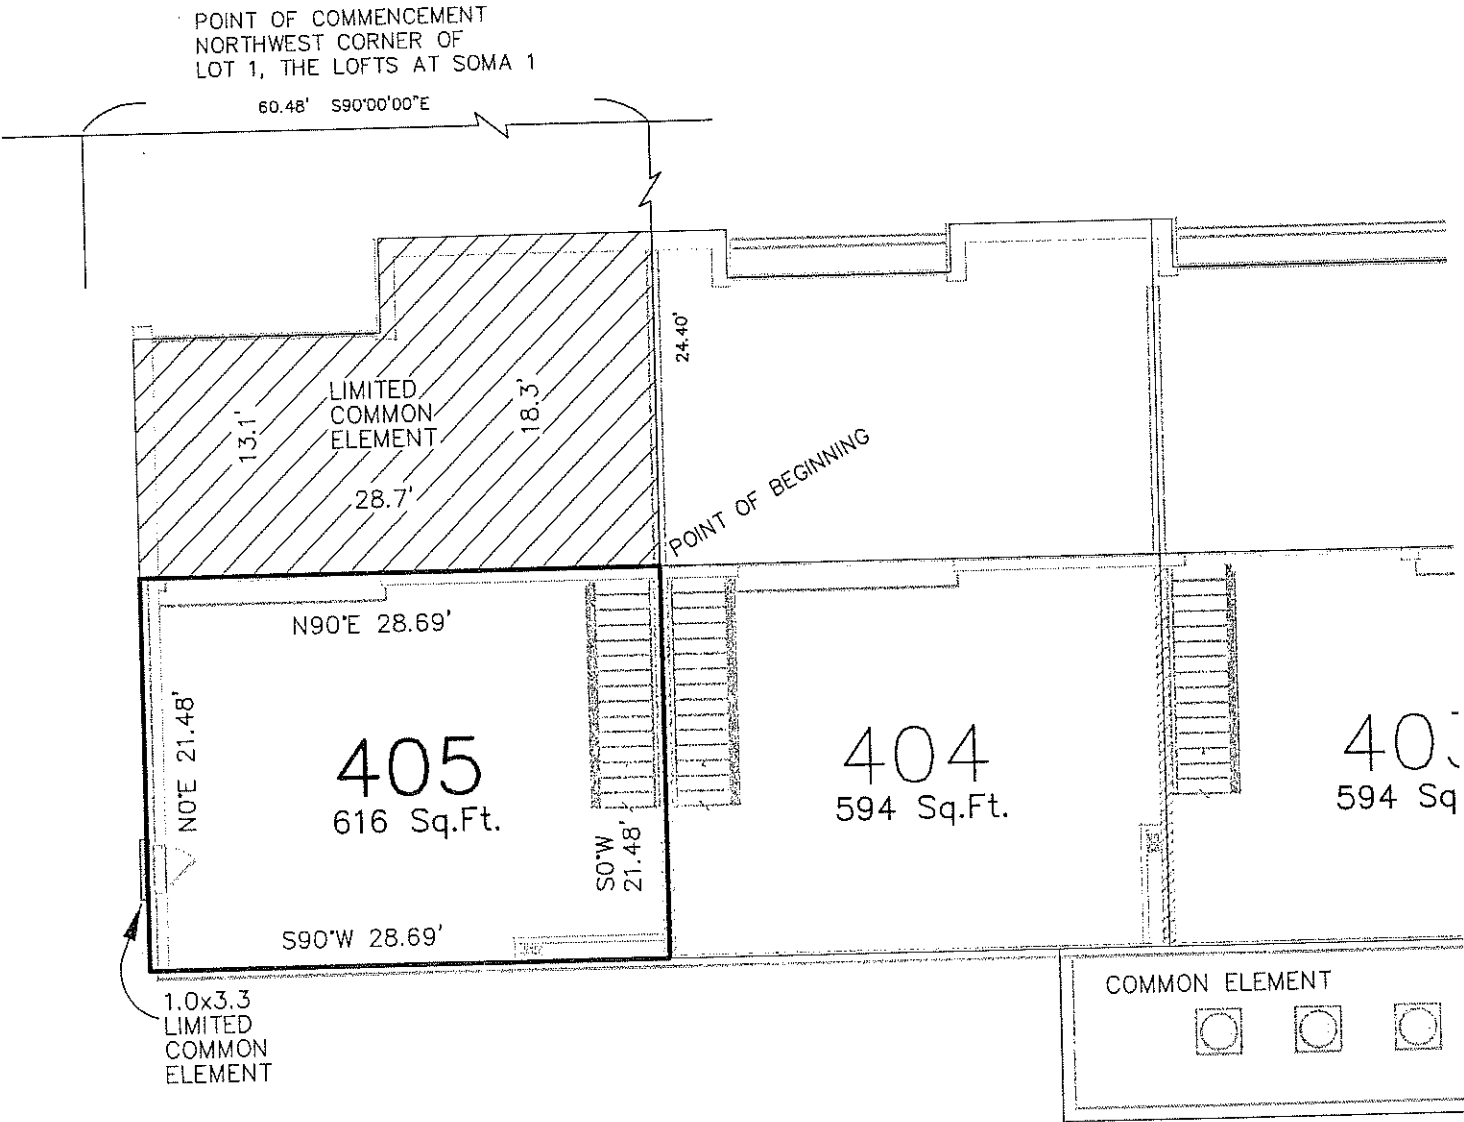 POINT OF COMMENCEMENT
NORTHWEST CORNER OF
LOT 1, THE LOFTS AT SOMA 1
60.48' S90°00'00"E
24.40'
LIMITED
COMMON
ELEMENT
13.1'
18.3'
28.7'
POINT OF BEGINNING
N90°E 28.69'
N0°E 21.48'
405
616 Sq.Ft.
S0°W
21.48'
S90°W 28.69'
404
594 Sq.Ft.
40
594 Sq
1.0x3.3
LIMITED
COMMON
ELEMENT
COMMON ELEMENT